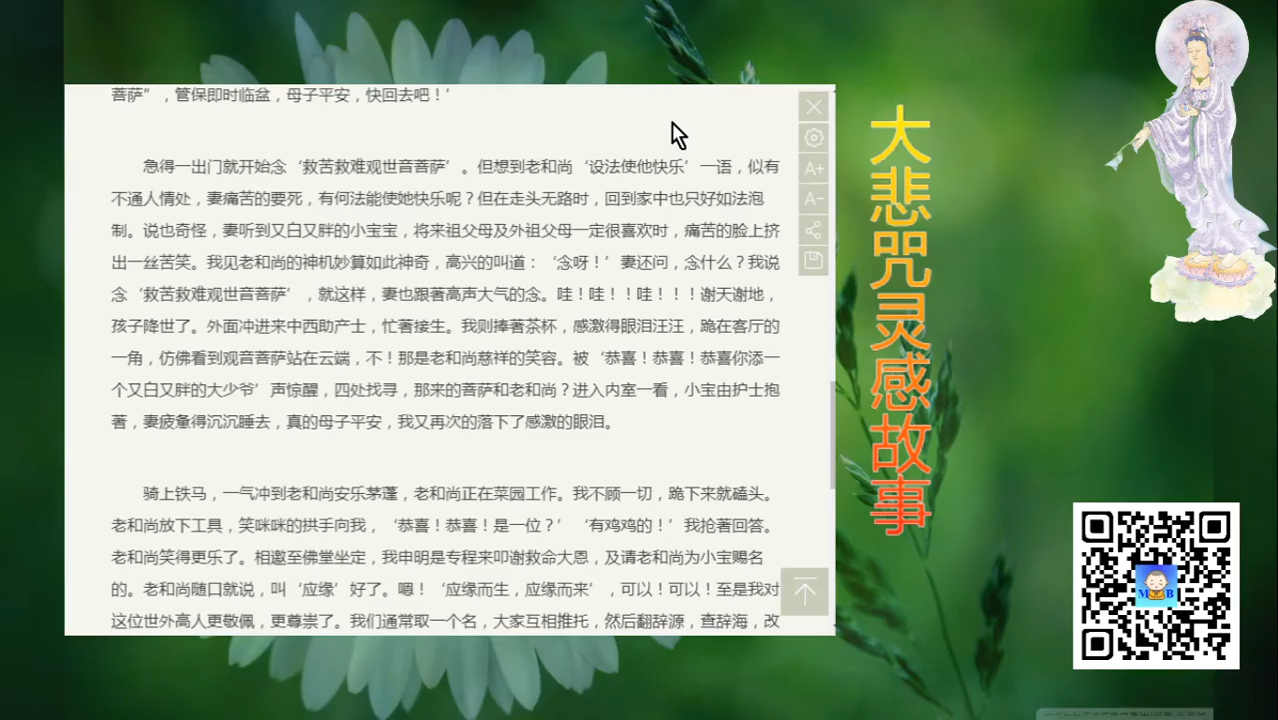 菩萨”，管保即时临盆，母子平安，快回去吧！’
急得一出门就开始念‘救苦救难观世音菩萨’。但想到老和尚‘设法使他快乐’一语，似有
不通人情处，妻痛苦的要死，有何法能使她快乐呢？但在走头无路时，回到家中也只好如法泡
制。说也奇怪，妻听到又白又胖的小宝宝，将来祖父母及外祖父母一定很喜欢时，痛苦的脸上挤
出一丝苦笑。我见老和尚的神机妙算如此神奇，高兴的叫道：‘念呀！’妻还问，念什么？我说
念‘救苦救难观世音菩萨’，就这样，妻也跟著高声大气的念。哇！哇！！哇！！！谢天谢地，
孩子降世了。外面冲进来中西助产士，忙著接生。我则捧著茶杯，感激得眼泪汪汪，跪在客厅的
一角，仿佛看到观音菩萨站在云端，不！那是老和尚慈祥的笑容。被‘恭喜！恭喜！恭喜你添一
个又白又胖的大少爷’声惊醒，四处找寻，那来的菩萨和老和尚？进入内室一看，小宝由护士抱
著，妻疲惫得沉沉睡去，真的母子平安，我又再次的落下了感激的眼泪。
骑上铁马，一气冲到老和尚安乐茅蓬，老和尚正在菜园工作。我不顾一切，跪下来就磕头。
老和尚放下工具，笑咪咪的拱手向我，‘恭喜！恭喜！是一位？’‘有鸡鸡的！’我抢著回答。
老和尚笑得更乐了。相邀至佛堂坐定，我申明是专程来叩谢救命大恩，及请老和尚为小宝赐名
的。老和尚随口就说，叫‘应缘’好了。嗯！‘应缘而生，应缘而来’，可以！可以！至是我对
这位世外高人更敬佩，更尊崇了。我们通常取一个名，大家互相推托，然后翻辞源，查辞海，改
A+
A-
大悲咒灵感故事
M B